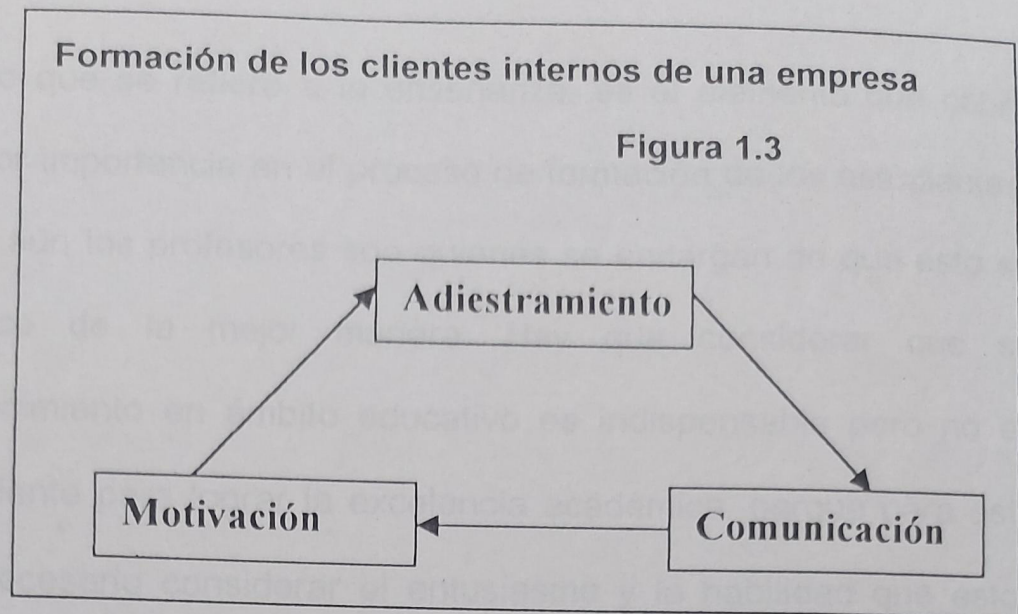 Formación de los clientes internos de una empresa
Figura 1.3
Adiestramiento
Motivación
Comunicación